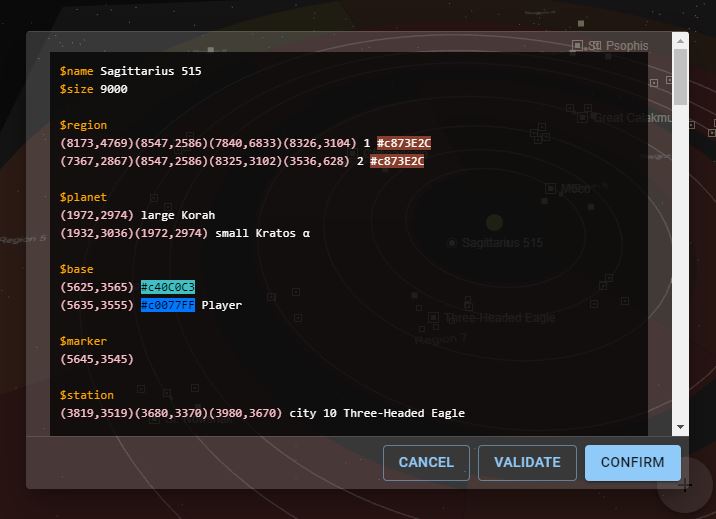 St Psophis
$name Sagittarius 515
$size 9000
$region
(8173,4769)(8547,2586)(7840,6833)(8326,3104) 1 #c873E2C
(7367,2867)(8547,2586)(8325,3102)(3536,628) 2 #c873E2C
Great Calakmu
$planet
(1972,2974) large Korah
(1932,3036)(1972,2974) small Kratos α
Region 5
Sagittarius 515
$base
(5625,3565) #c40C0C3
(5635,3555) #c0077FF Player
Three-Headed Eagle
Region 7
$marker
(5645,3545)
$station
(3819,3519)(3680,3370)(3980,3670) city 10 Three-Headed Eagle
CANCEL
VALIDATE
CONFIRM